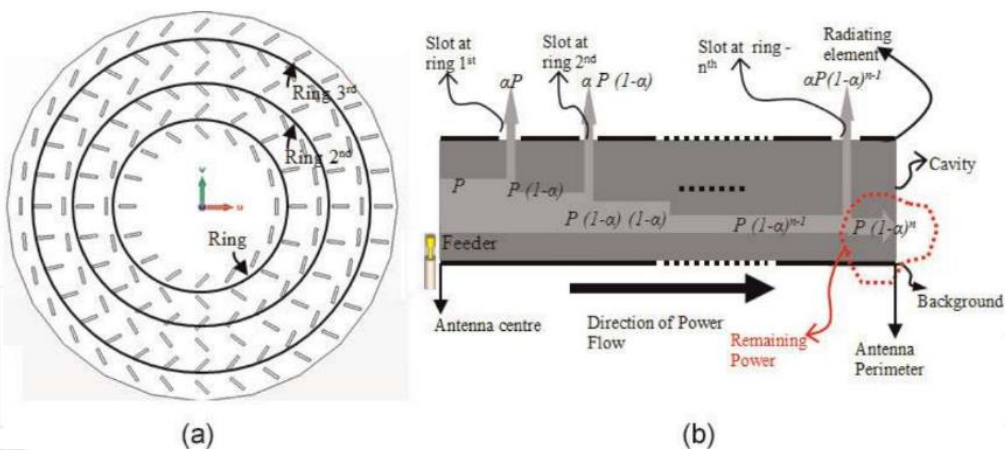 Ring 3rd
Ring 2nd
Ring
(a)
Slot at
ring 1st
Slot at
ring 2nd
Slot at ring -
nth
Radiating
element
αP
α P (1-α)
αP(1-α)n-1
Cavity
P
P (1-α)
P (1-α) (1-α)
P (1-α)n-1
P (1-α)n
Feeder
Antenna centre
Direction of Power
Flow
Remaining
Power
Background
Antenna
Perimeter
(b)